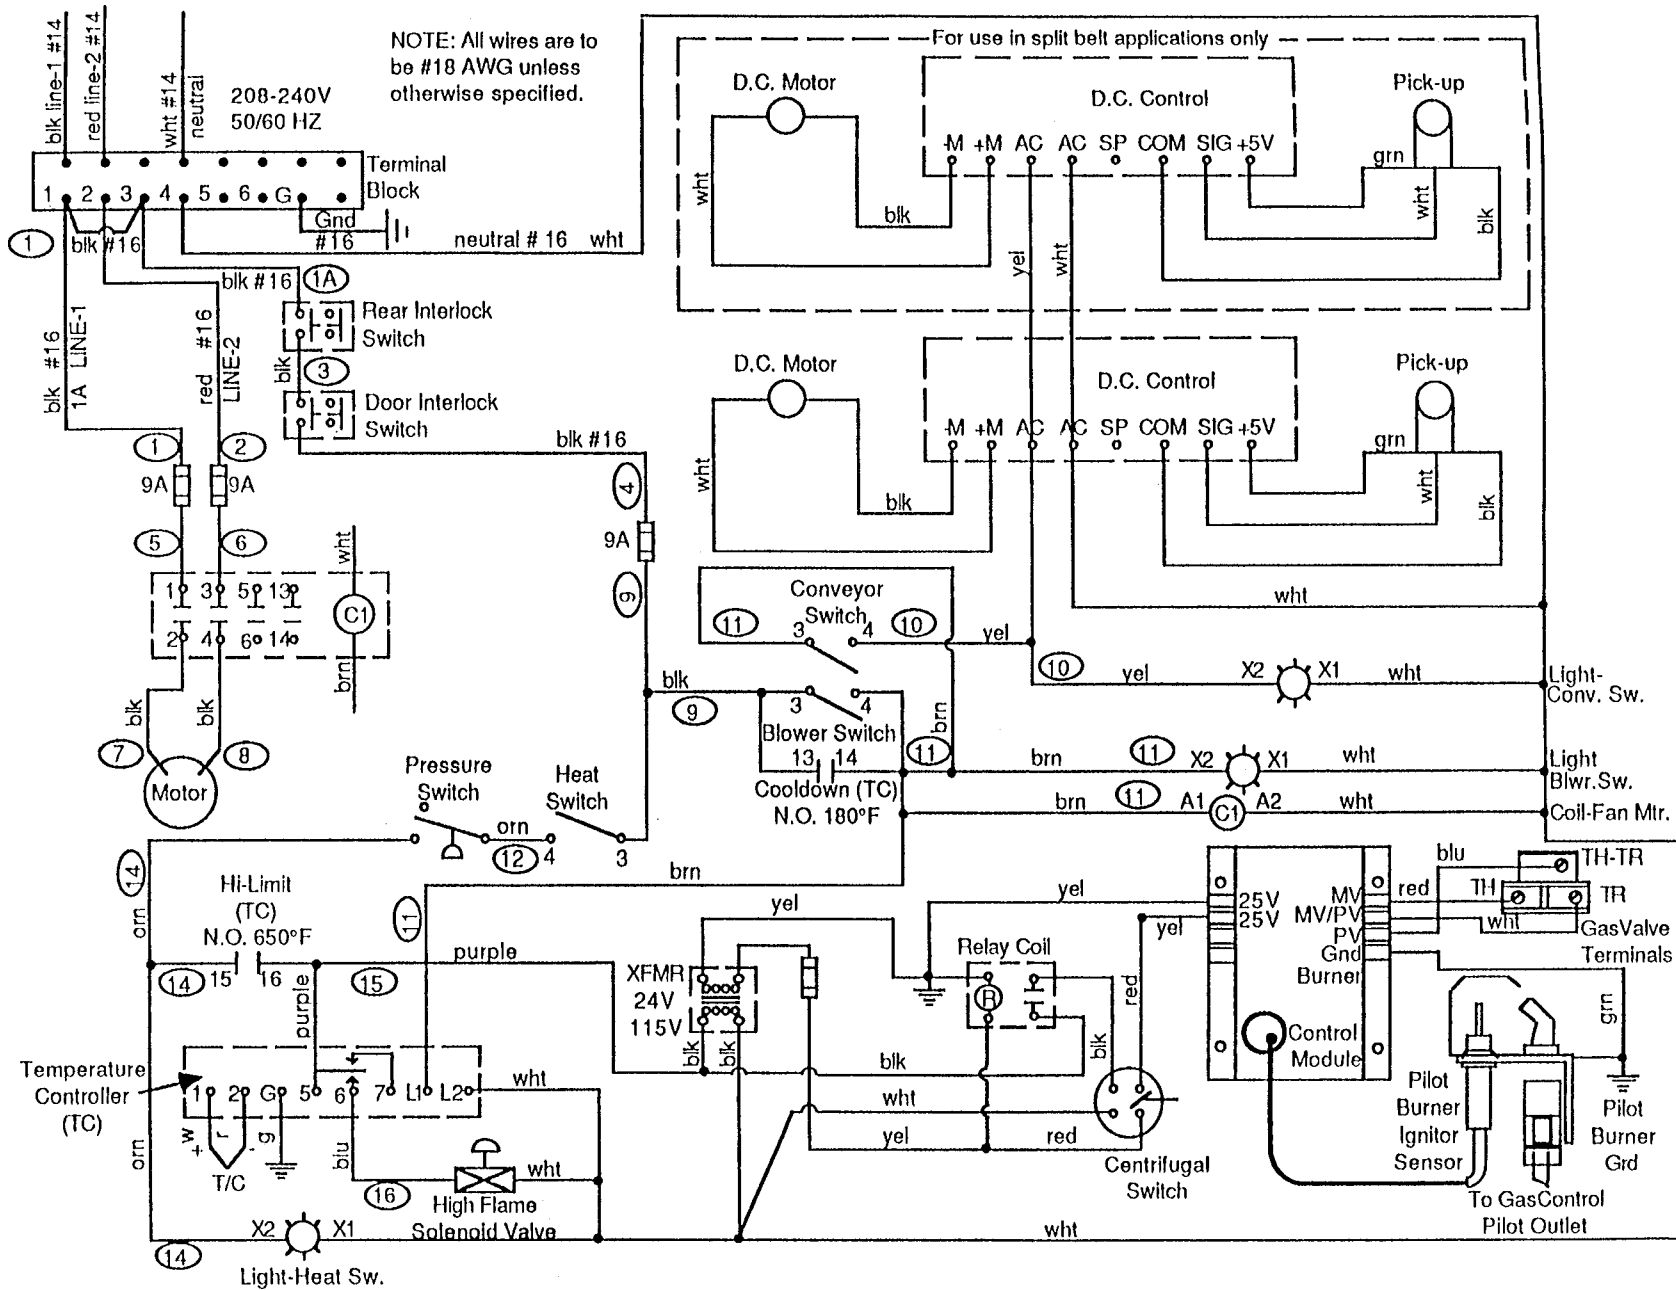 blk line-1 #14
red line-2 #14
wht #14
neutral
208-240V
50/60 HZ
NOTE: All wires are to
be #18 AWG unless
otherwise specified.
Terminal
Block
1 2 3 4 5 6 G
Gnd
#16
1
blk #16
neutral # 16 wht
blk #16
1A
Rear Interlock
Switch
blk
3
Door Interlock
Switch
blk #16
1A LINE-1
red #16
LINE-2
blk #16
4
9A
9
1
2
9A
9A
5
6
1 3 5 13
2 4 6 14
wht
C1
brn
blk
blk
7
8
Motor
For use in split belt applications only
D.C. Motor
D.C. Control
Pick-up
-M +M AC AC SP COM SIG +5V
wht
blk
yel
wht
grn
wht
blk
D.C. Motor
D.C. Control
Pick-up
-M +M AC AC SP COM SIG +5V
wht
blk
grn
wht
blk
wht
Conveyor
Switch
11
3
4
10
yel
10
yel
X2
X1
wht
Light-
Conv. Sw.
blk
9
3
4
Blower Switch
13
14
Cooldown (TC)
N.O. 180°F
11
brn
brn
11
X2
X1
wht
Light
Blwr.Sw.
brn
11
A1
C1
A2
wht
Coil-Fan Mtr.
Pressure
Switch
Heat
Switch
orn
12
4
3
14
orn
Hi-Limit
(TC)
N.O. 650°F
14
15
16
15
purple
purple
11
brn
yel
XFMR
24V
115V
blk
blk
Relay Coil
R
yel
yel
red
blk
blk
wht
yel
red
Centrifugal
Switch
25V
25V
MV
MV/PV
PV
Gnd
Burner
Control
Module
blu
red
wht
TH-TR
TH
TR
GasValve
Terminals
grn
Pilot
Burner
Ignitor
Sensor
Pilot
Burner
Grd
To GasControl
Pilot Outlet
Temperature
Controller
(TC)
1 2 G 5 6 7 L1 L2
wht
+ w
r
-
g
T/C
blu
16
wht
High Flame
Solenoid Valve
orn
14
X2
X1
Light-Heat Sw.
wht